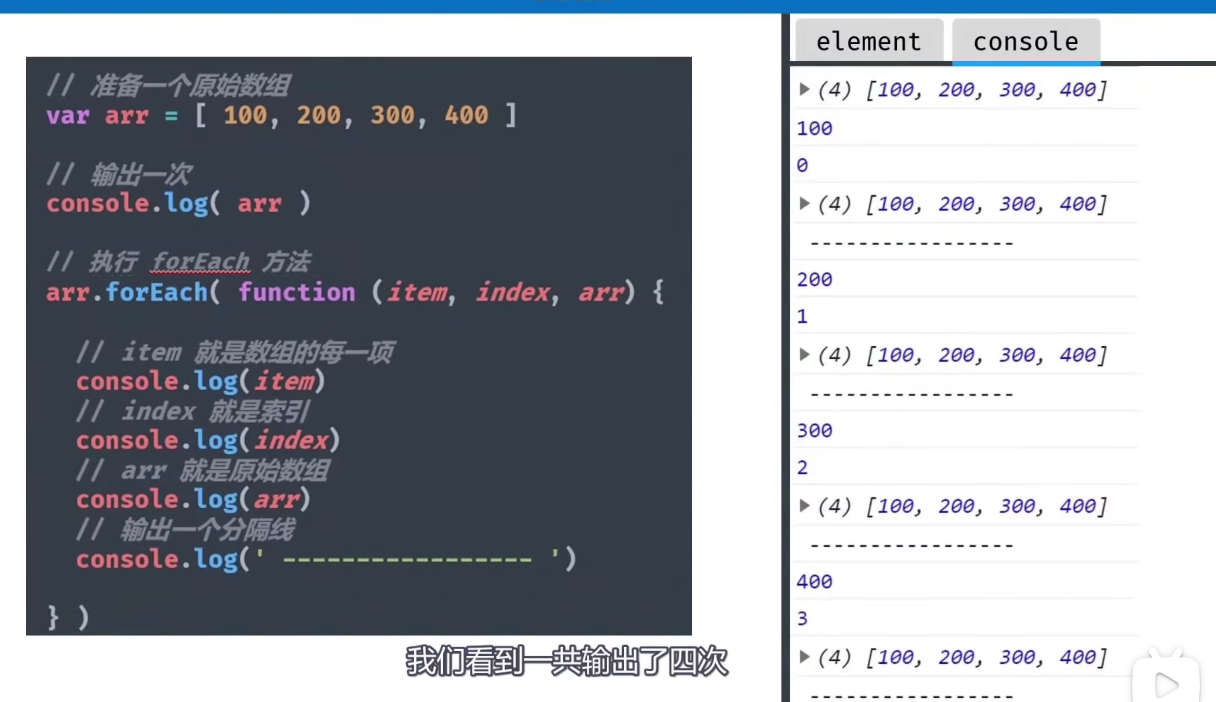 // 准备一个原始数组
var arr = [ 100, 200, 300, 400 ]
// 输出一次
console.log( arr )
// 执行 forEach 方法
arr.forEach( function (item, index, arr) {
// item 就是数组的每一项
console.log(item)
// index 就是索引
console.log(index)
// arr 就是原始数组
console.log(arr)
// 输出一个分隔线
console.log(' ----------------- ')
} )
我们看到一共输出了四次
element console
(4) [100, 200, 300, 400]
100
0
(4) [100, 200, 300, 400]
-----------------
200
1
(4) [100, 200, 300, 400]
-----------------
300
2
(4) [100, 200, 300, 400]
-----------------
400
3
(4) [100, 200, 300, 400]
-----------------